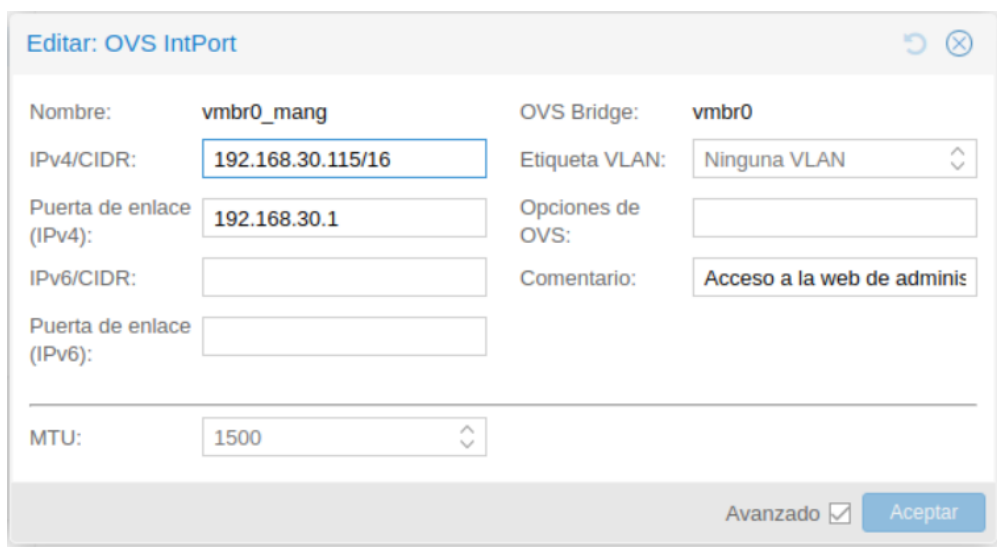 Editar: OVS IntPort
Nombre: vmbr0_mang OVS Bridge: vmbr0
IPv4/CIDR: 192.168.30.115/16 Etiqueta VLAN: Ninguna VLAN
Puerta de enlace
(IPv4): 192.168.30.1
Opciones de
OVS:
IPv6/CIDR:
Comentario: Acceso a la web de adminis
Puerta de enlace
(IPv6):
MTU: 1500
Avanzado Aceptar